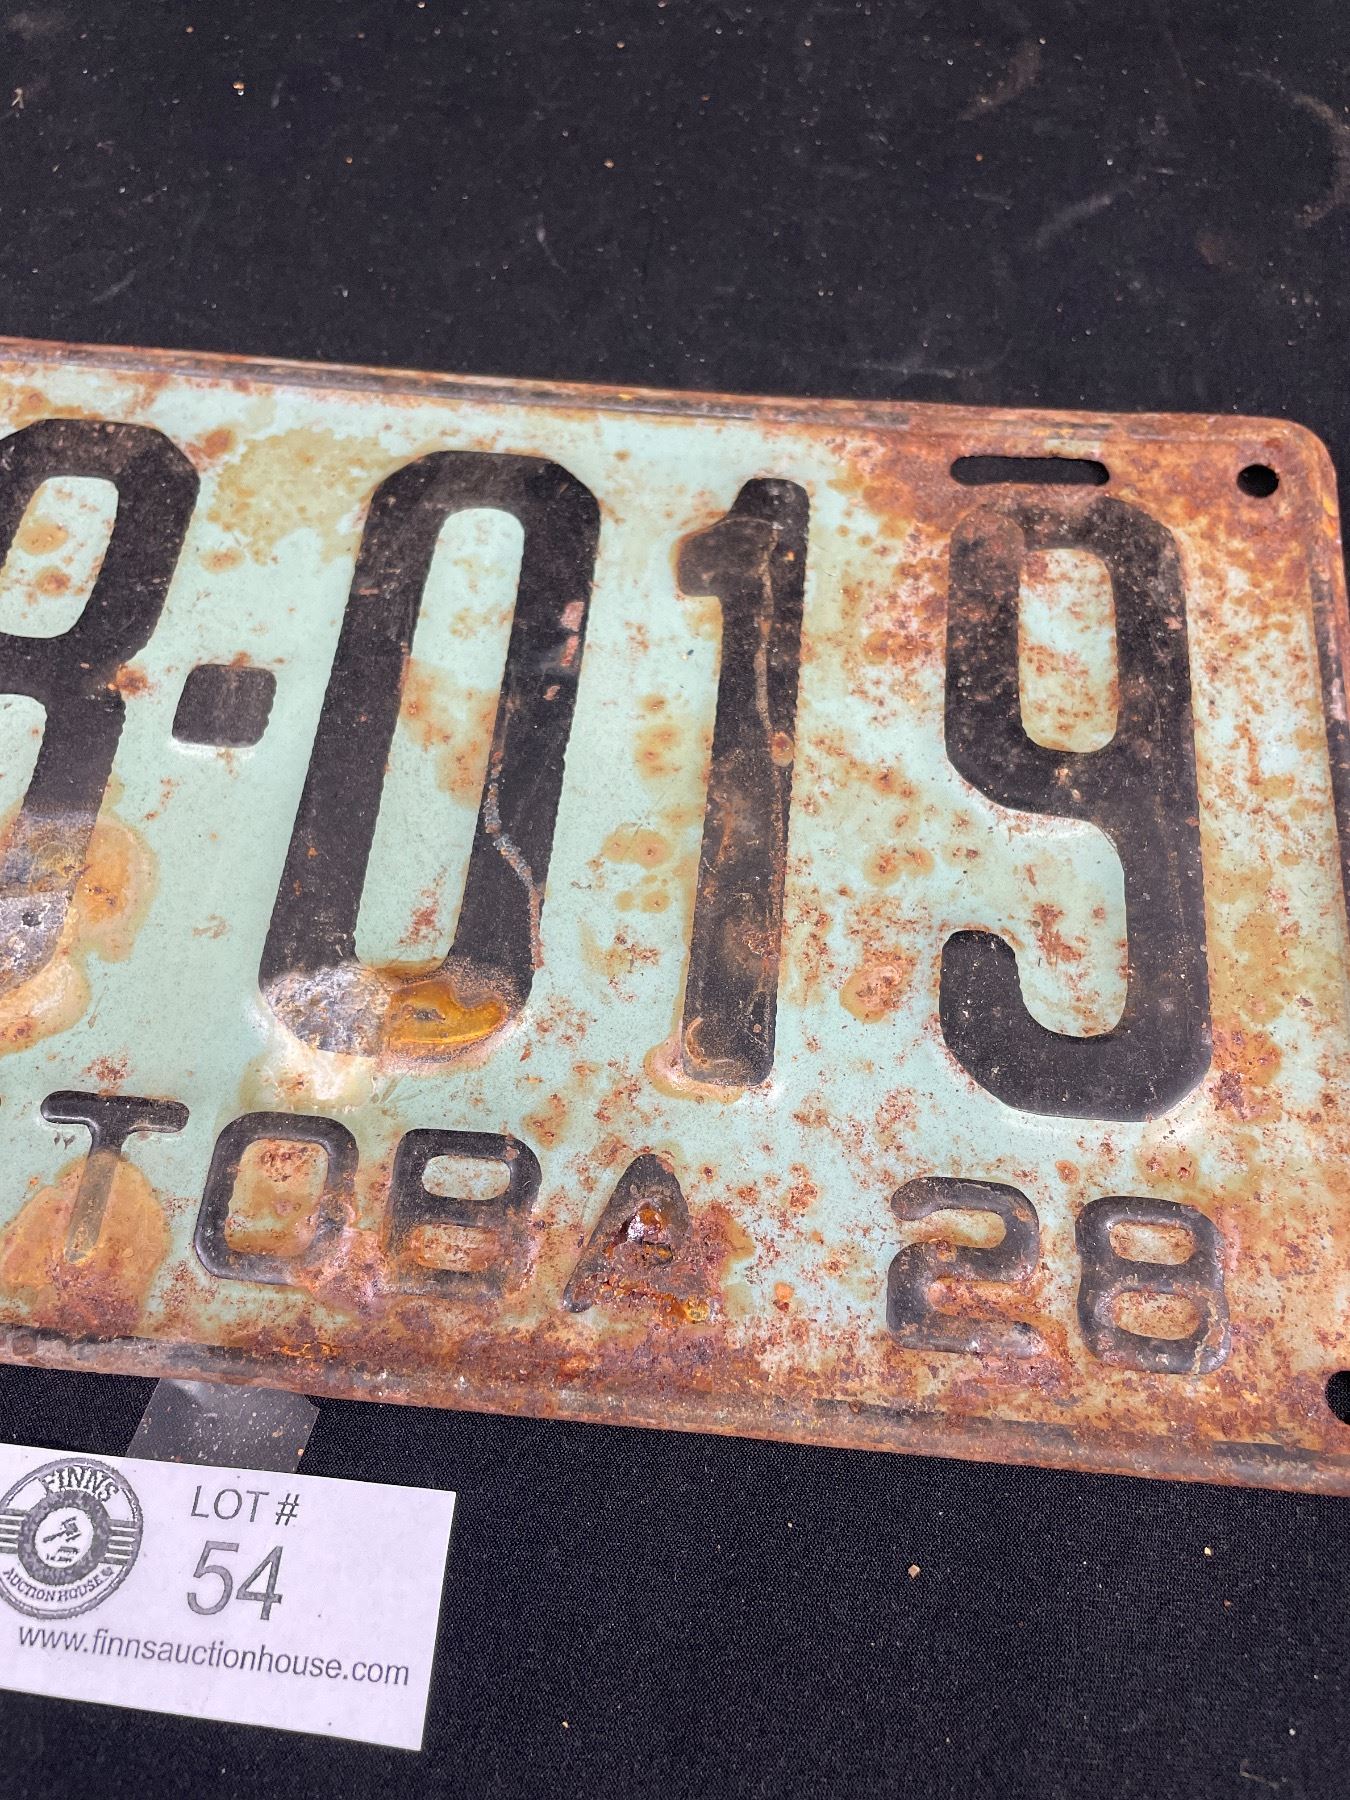 8-019
TOBA 28
FINNS
AUCTION HOUSE
LOT #
54
www.finnsauctionhouse.com